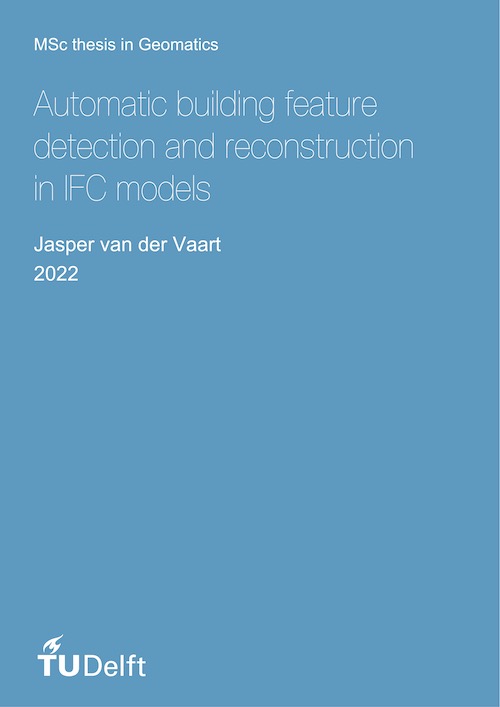 MSc thesis in Geomatics
Automatic building feature
detection and reconstruction
in IFC models
Jasper van der Vaart
2022
TUDelft